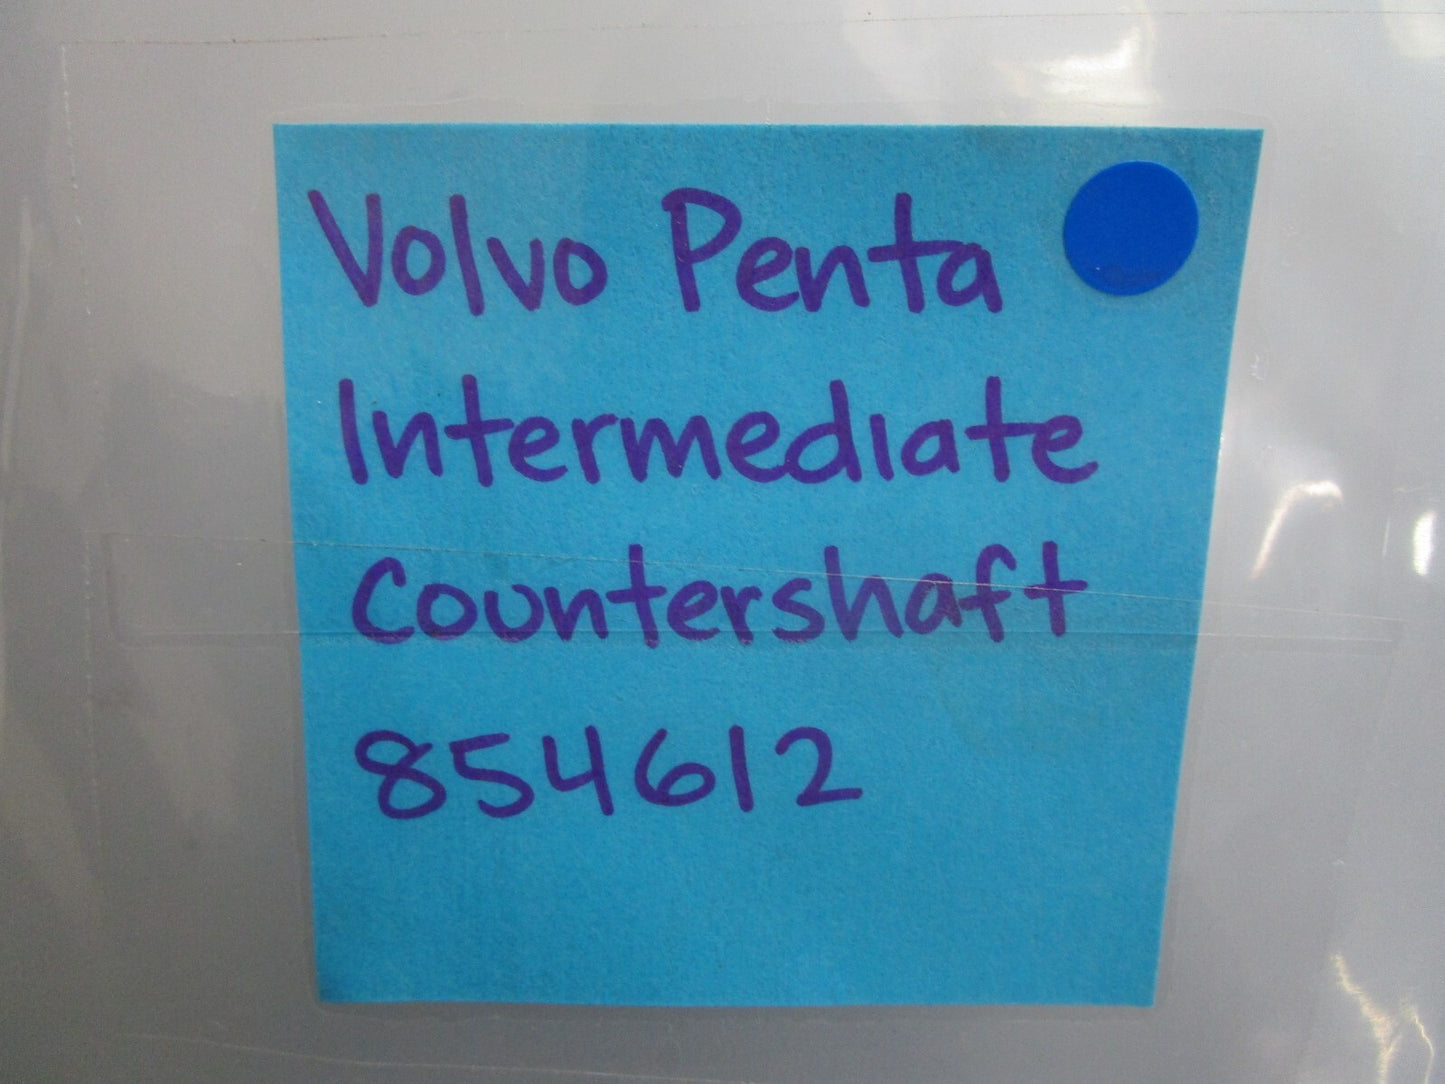 Volvo Penta
Intermediate
Countershaft
854612